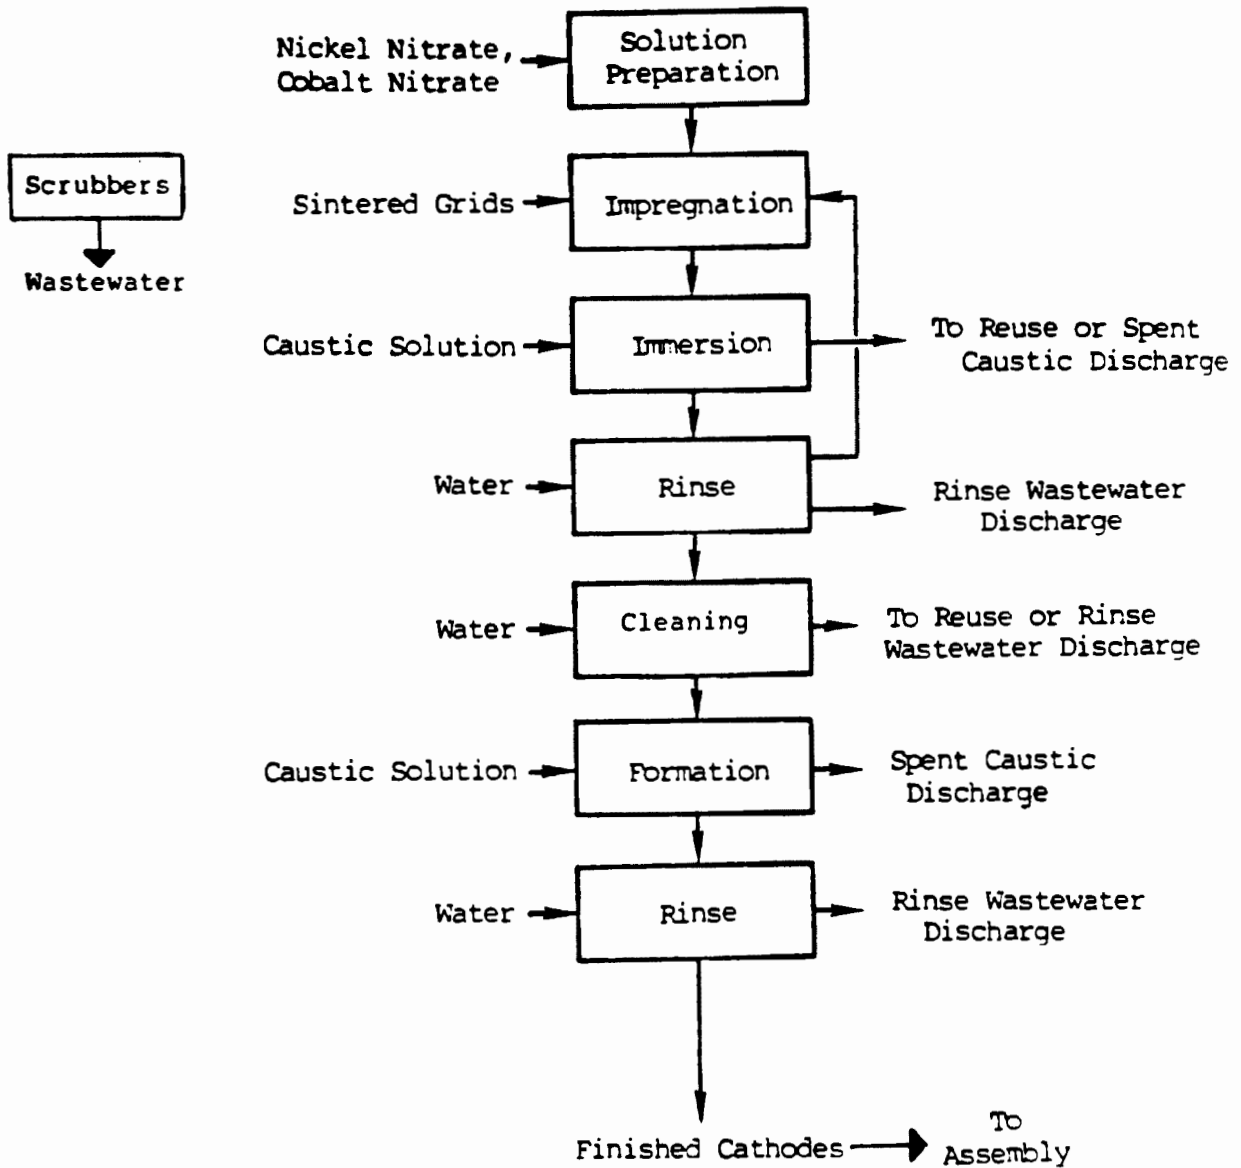 Nickel Nitrate,
Cobalt Nitrate
Solution
Preparation
Scrubbers
Wastewater
Sintered Grids
Impregnation
Caustic Solution
Immersion
To Reuse or Spent
Caustic Discharge
Water
Rinse
Rinse Wastewater
Discharge
Water
Cleaning
To Reuse or Rinse
Wastewater Discharge
Caustic Solution
Formation
Spent Caustic
Discharge
Water
Rinse
Rinse Wastewater
Discharge
Finished Cathodes
To
Assembly